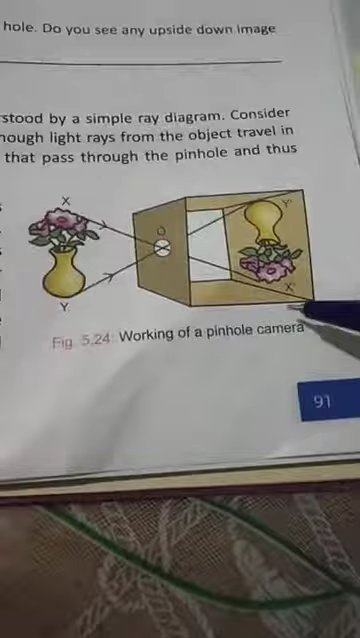 hole. Do you see any upside down image
stood by a simple ray diagram. Consider
hough light rays from the object travel in
that pass through the pinhole and thus
X
O
Y'
Y
X'
Fig. 5.24: Working of a pinhole camera
91